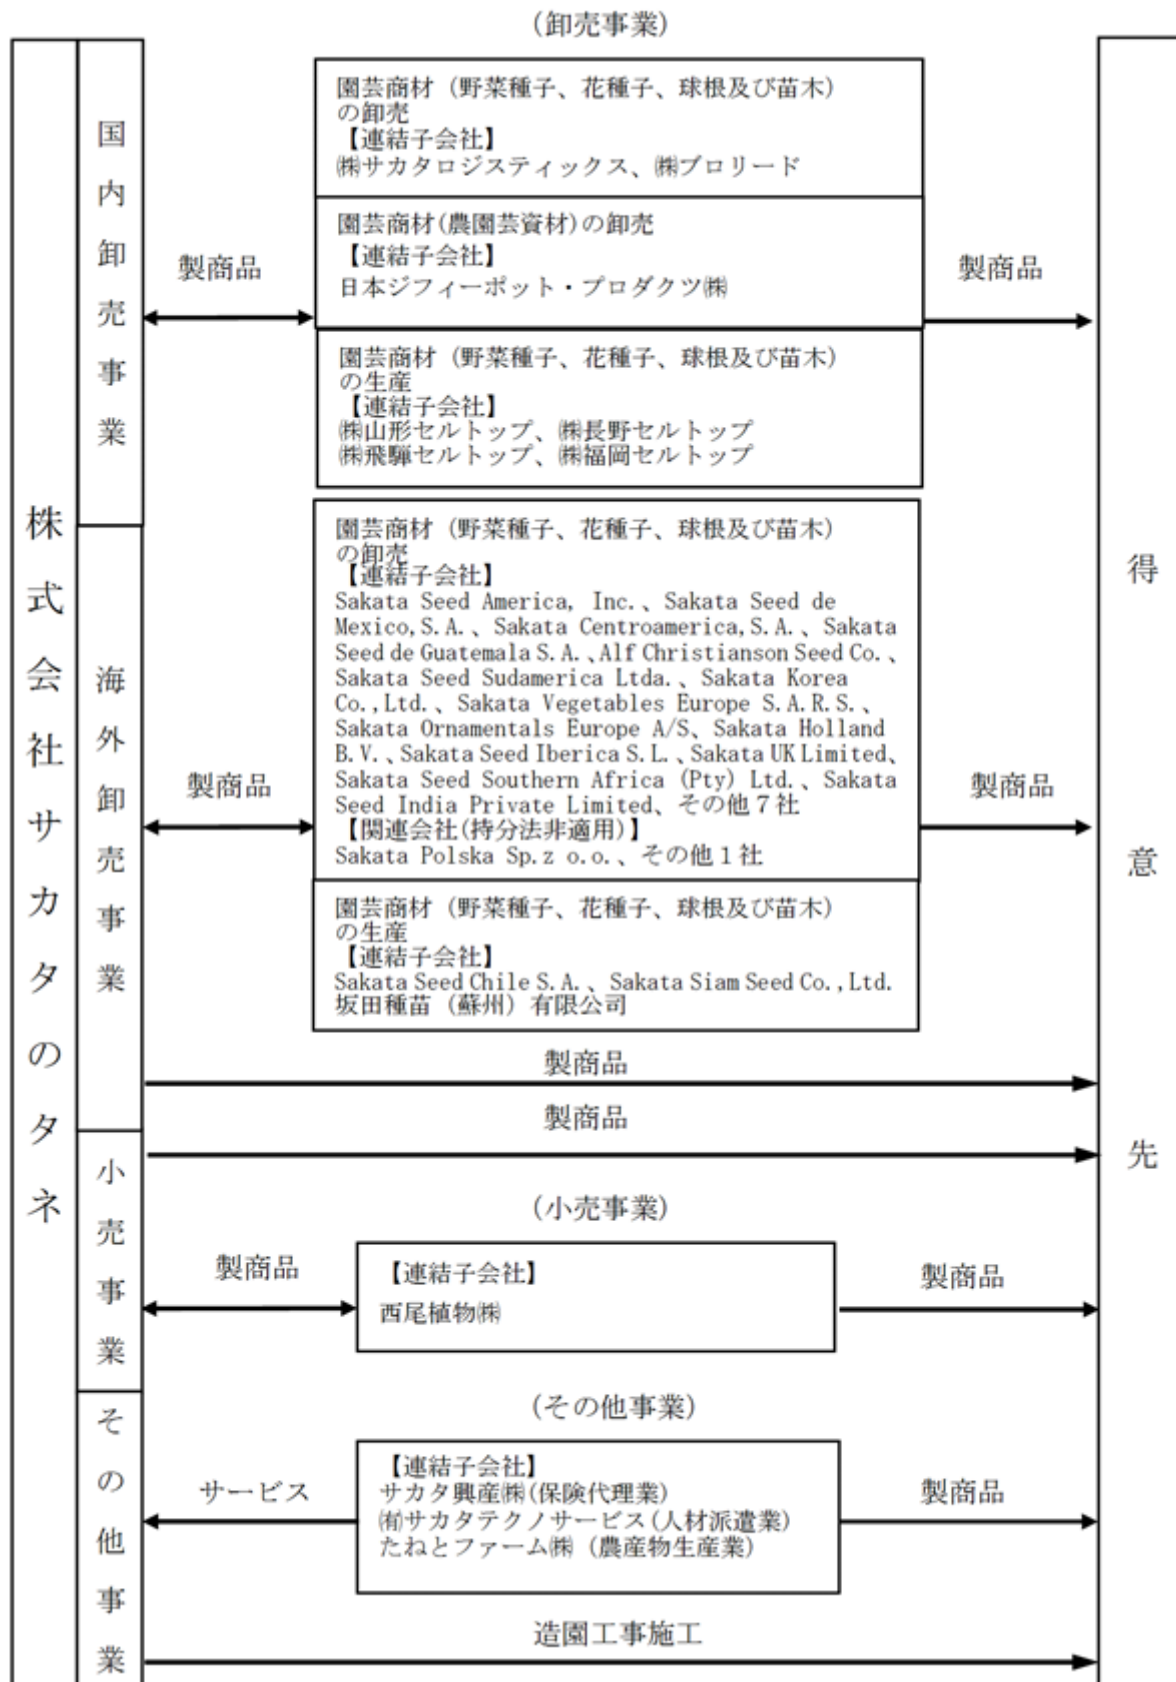 (卸売事業)
株式会社サカタのタネ
国内卸売事業
製商品
園芸商材（野菜種子、花種子、球根及び苗木）
の卸売
【連結子会社】
㈱サカタロジスティックス、㈱ブロリード
園芸商材(農園芸資材)の卸売
【連結子会社】
日本ジフィーポット・プロダクツ㈱
園芸商材（野菜種子、花種子、球根及び苗木）
の生産
【連結子会社】
㈱山形セルトップ、㈱長野セルトップ
㈱飛騨セルトップ、㈱福岡セルトップ
製商品
得意先
海外卸売事業
製商品
園芸商材（野菜種子、花種子、球根及び苗木）
の卸売
【連結子会社】
Sakata Seed America, Inc.、Sakata Seed de
Mexico,S.A.、Sakata Centroamerica,S.A.、Sakata
Seed de Guatemala S.A.、Alf Christianson Seed Co.、
Sakata Seed Sudamerica Ltda.、Sakata Korea
Co.,Ltd.、Sakata Vegetables Europe S.A.R.S.、
Sakata Ornamentals Europe A/S、Sakata Holland
B.V.、Sakata Seed Iberica S.L.、Sakata UK Limited、
Sakata Seed Southern Africa (Pty) Ltd.、Sakata
Seed India Private Limited、その他７社
【関連会社(持分法非適用)】
Sakata Polska Sp.z o.o.、その他１社
園芸商材（野菜種子、花種子、球根及び苗木）
の生産
【連結子会社】
Sakata Seed Chile S.A.、Sakata Siam Seed Co.,Ltd.
坂田種苗（蘇州）有限公司
製商品
製商品
製商品
小売事業
(小売事業)
製商品
【連結子会社】
西尾植物㈱
製商品
その他事業
(その他事業)
サービス
【連結子会社】
サカタ興産㈱(保険代理業)
㈲サカタテクノサービス(人材派遣業)
たねとファーム㈱（農産物生産業）
製商品
造園工事施工